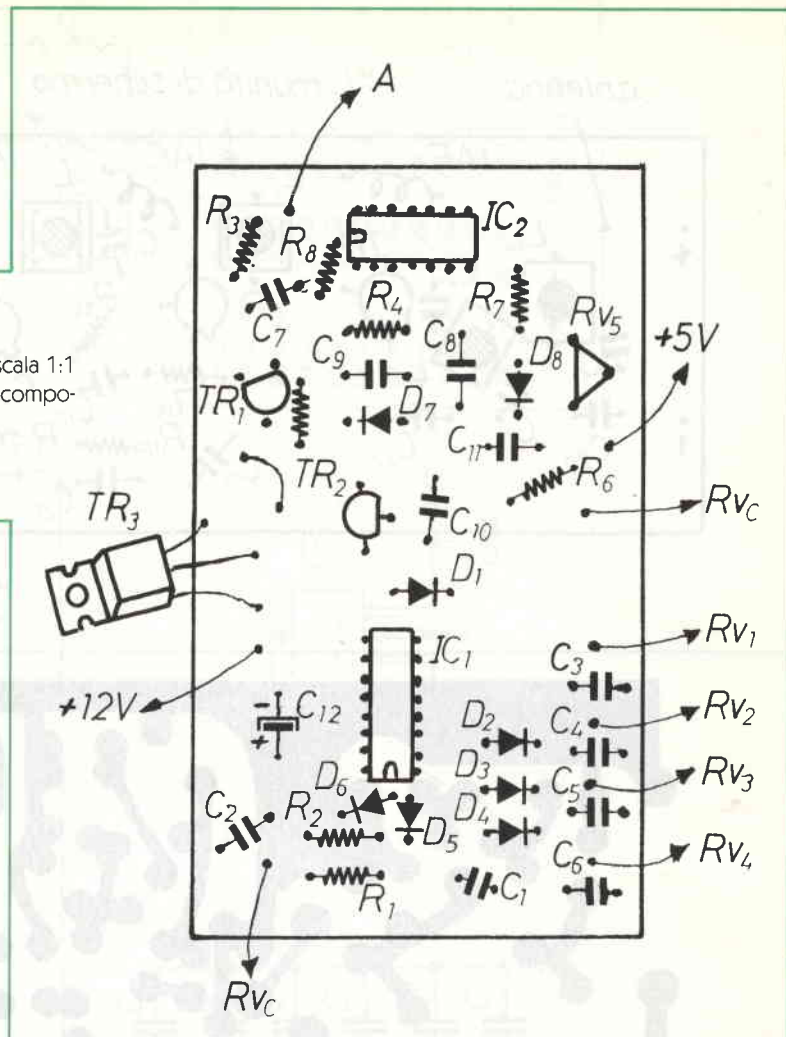 A
R3
R8
IC2
C7
R4
C8
R7
Rv5
+5V
scala 1:1
compo-
C9
D7
D8
TR1
C11
TR2
R6
C10
RvC
TR3
D1
Rv1
IC1
C3
+12V
- C12
+
D2
C4
Rv2
D3
C5
Rv3
D6
D4
C2
R2
D5
C6
Rv4
R1
C1
RvC